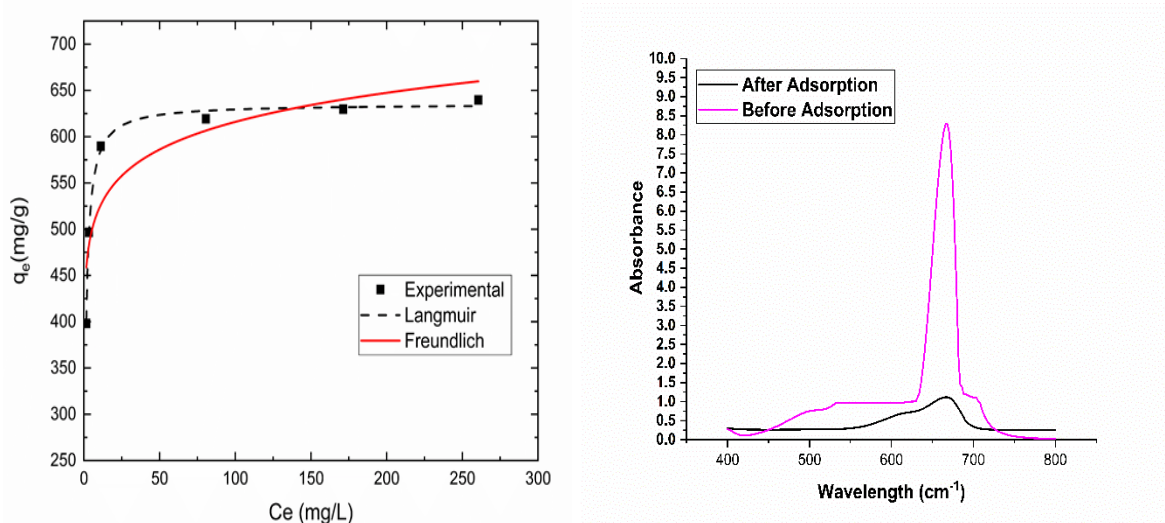 700
650
600
550
500
450
400
350
300
250
qe(mg/g)
Experimental
Langmuir
Freundlich
0 50 100 150 200 250 300
Ce (mg/L)
After Adsorption
Before Adsorption
10.0
9.5
9.0
8.5
8.0
7.5
7.0
6.5
6.0
5.5
5.0
4.5
4.0
3.5
3.0
2.5
2.0
1.5
1.0
0.5
0.0
Absorbance
400 500 600 700 800
Wavelength (cm⁻¹)